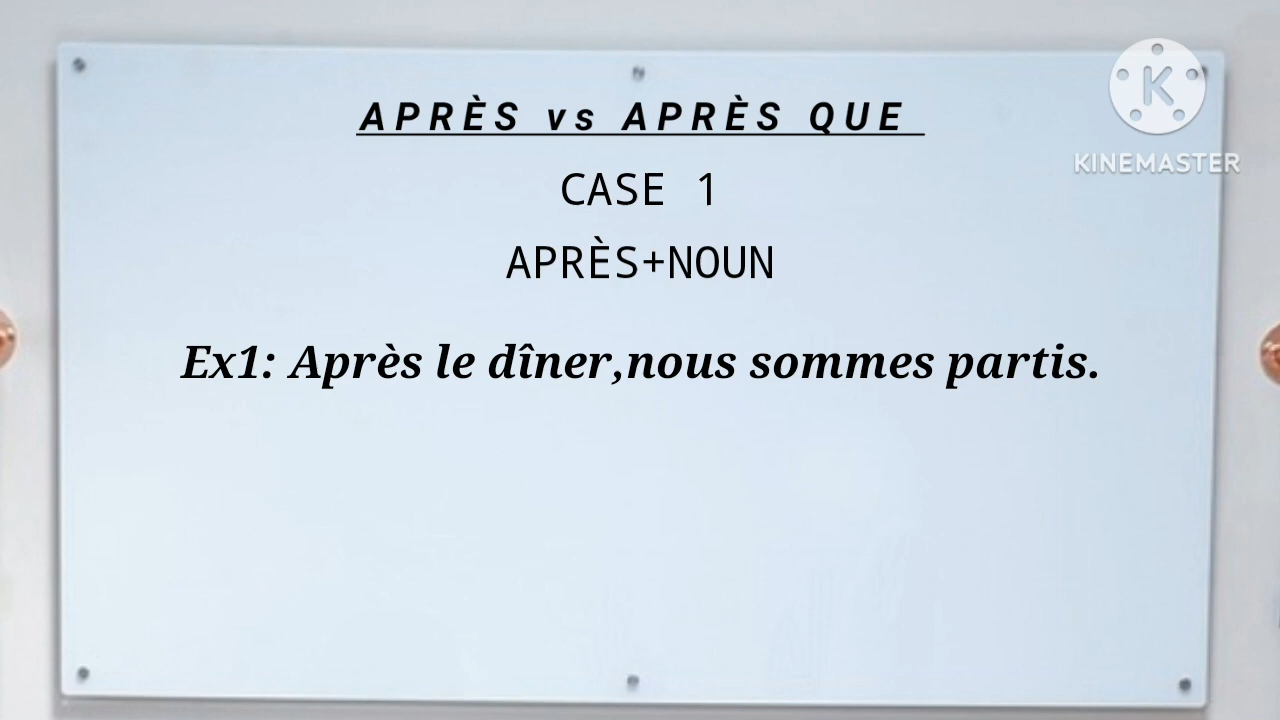 APRÈS vs APRÈS QUE
KINEMASTER
CASE 1
APRÈS+NOUN
Ex1: Après le dîner,nous sommes partis.